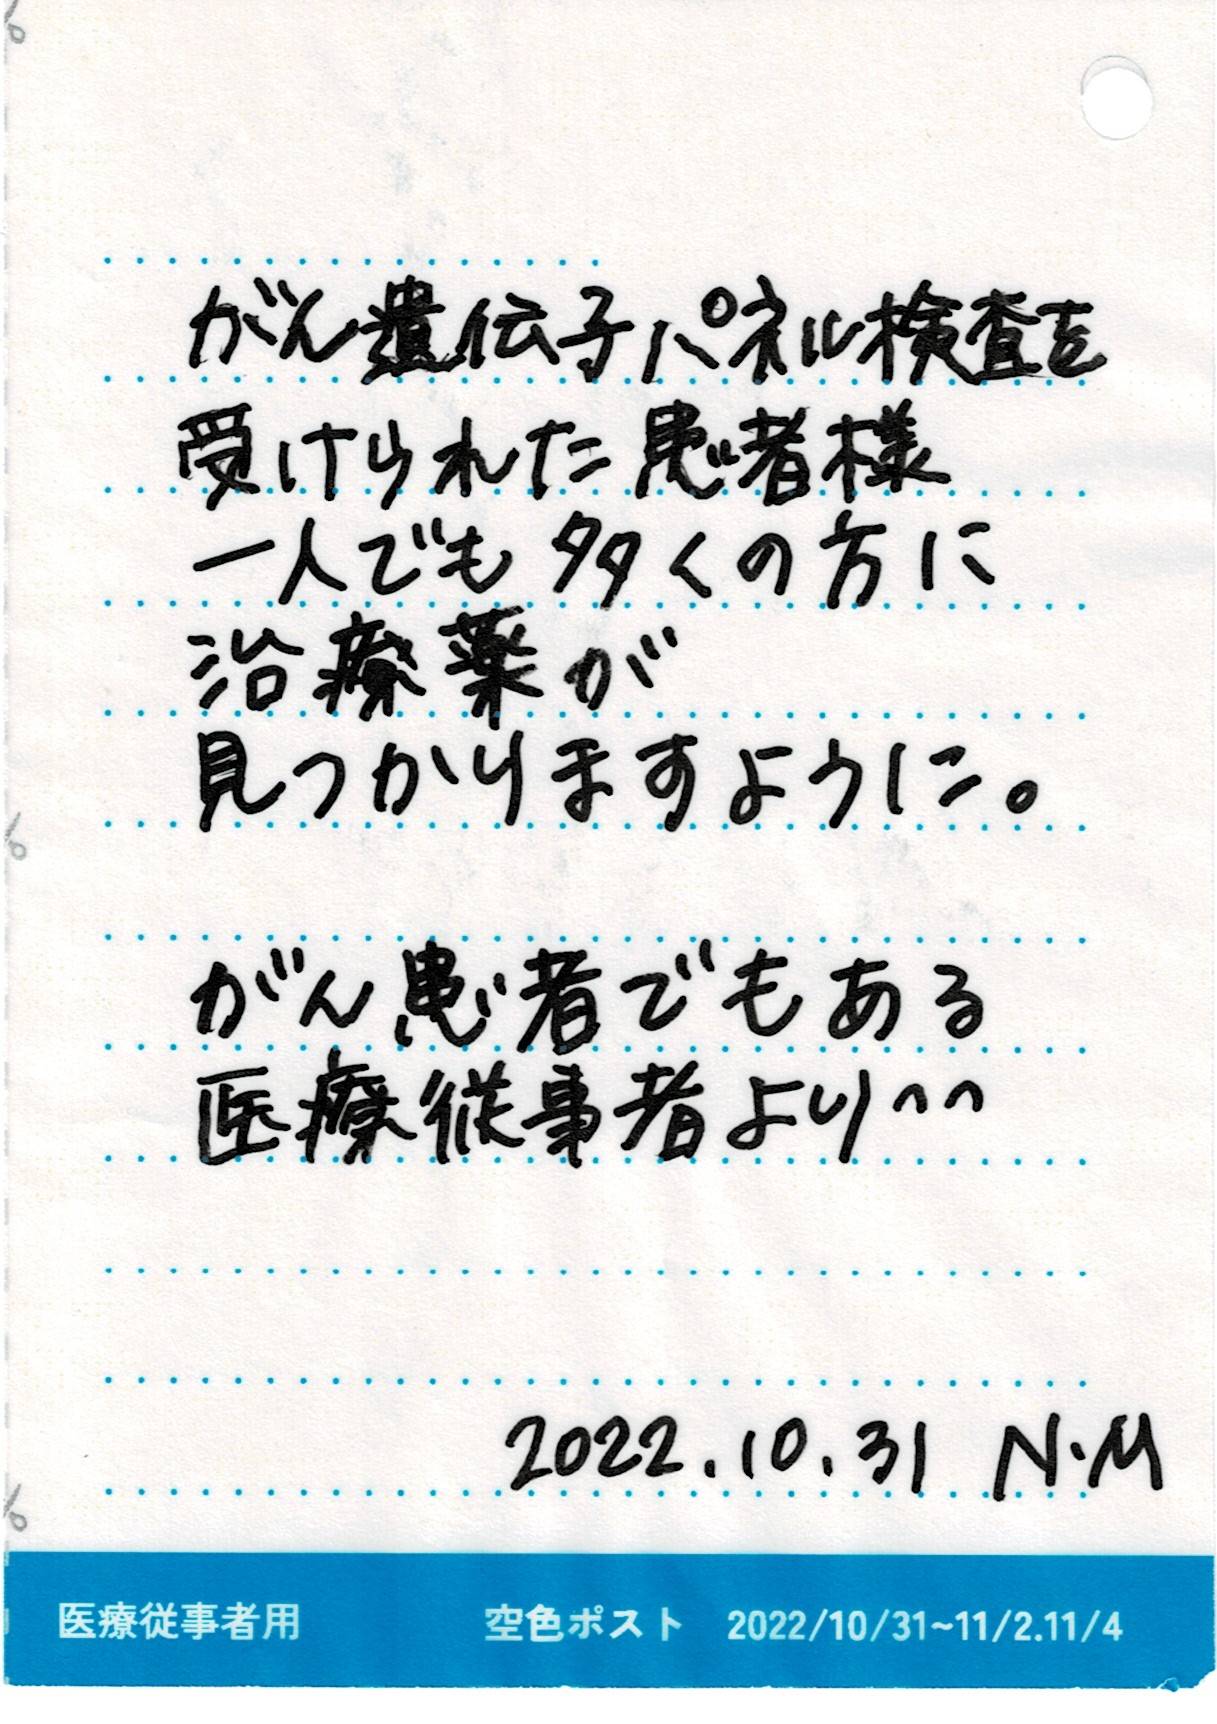 がん遺伝子パネル検査を
受けられた患者様
一人でも多くの方に
治療薬が
見つかりますように。
がん患者でもある
医療従事者より^^
2022.10.31 N.M
医療従事者用 空色ポスト 2022/10/31~11/2.11/4